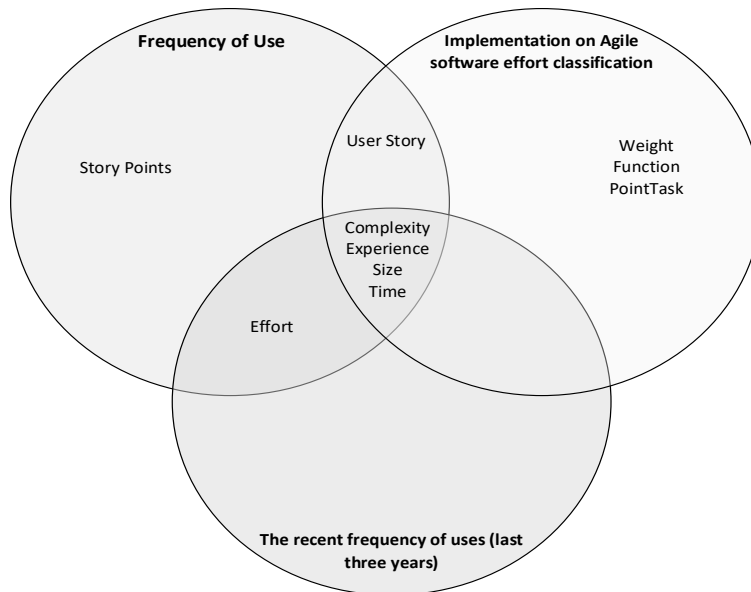 Frequency of Use
Implementation on Agile
software effort classification
User Story
Story Points
Weight
Function
PointTask
Complexity
Experience
Size
Time
Effort
The recent frequency of uses (last
three years)